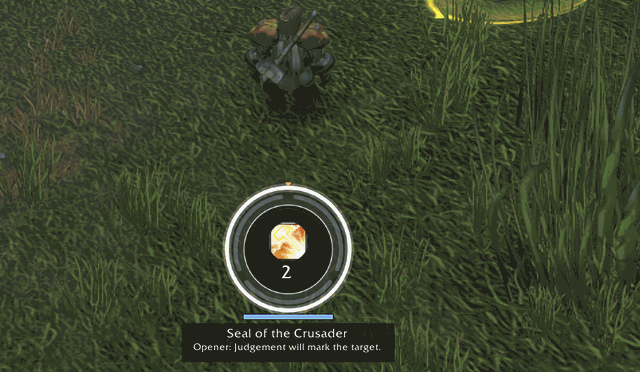 2
Seal of the Crusader
Opener: Judgement will mark the target.